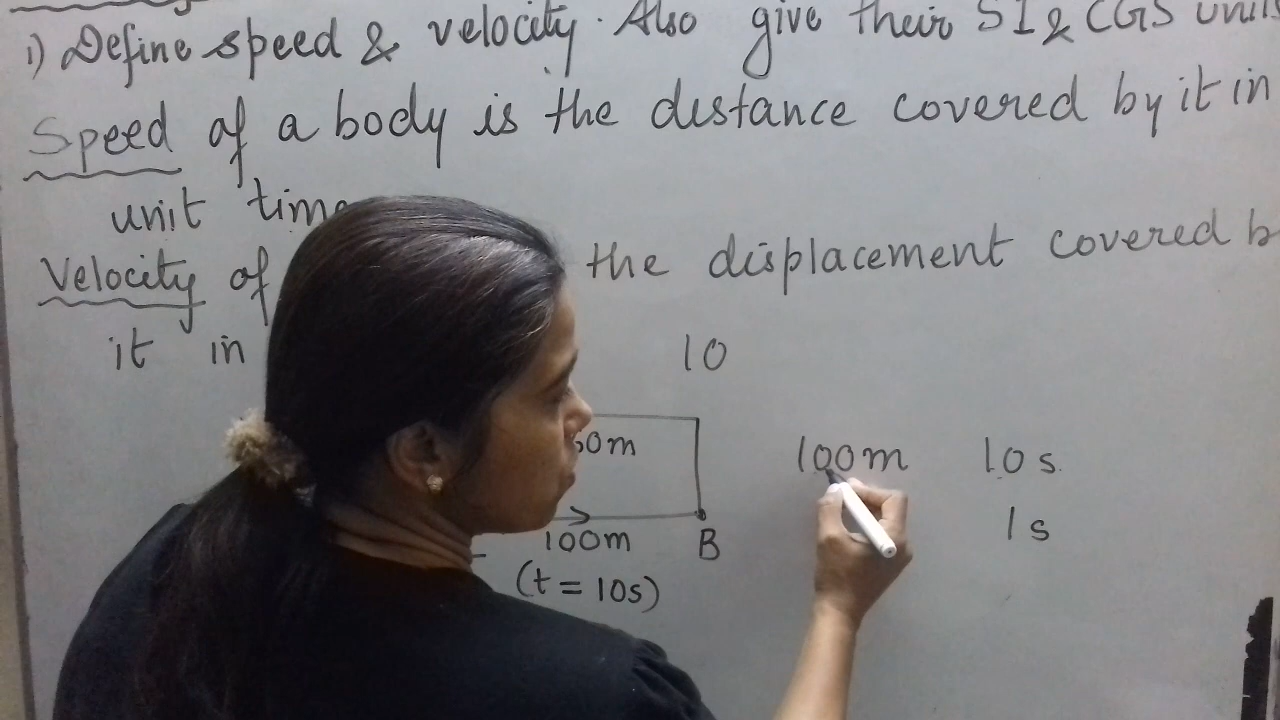 1) Define speed & velocity. Also give their SI & CGS units
Speed of a body is the distance covered by it in
unit time
Velocity of the displacement covered b
it in
10
60m
100m 10s
1s
100m B
(t = 10s)